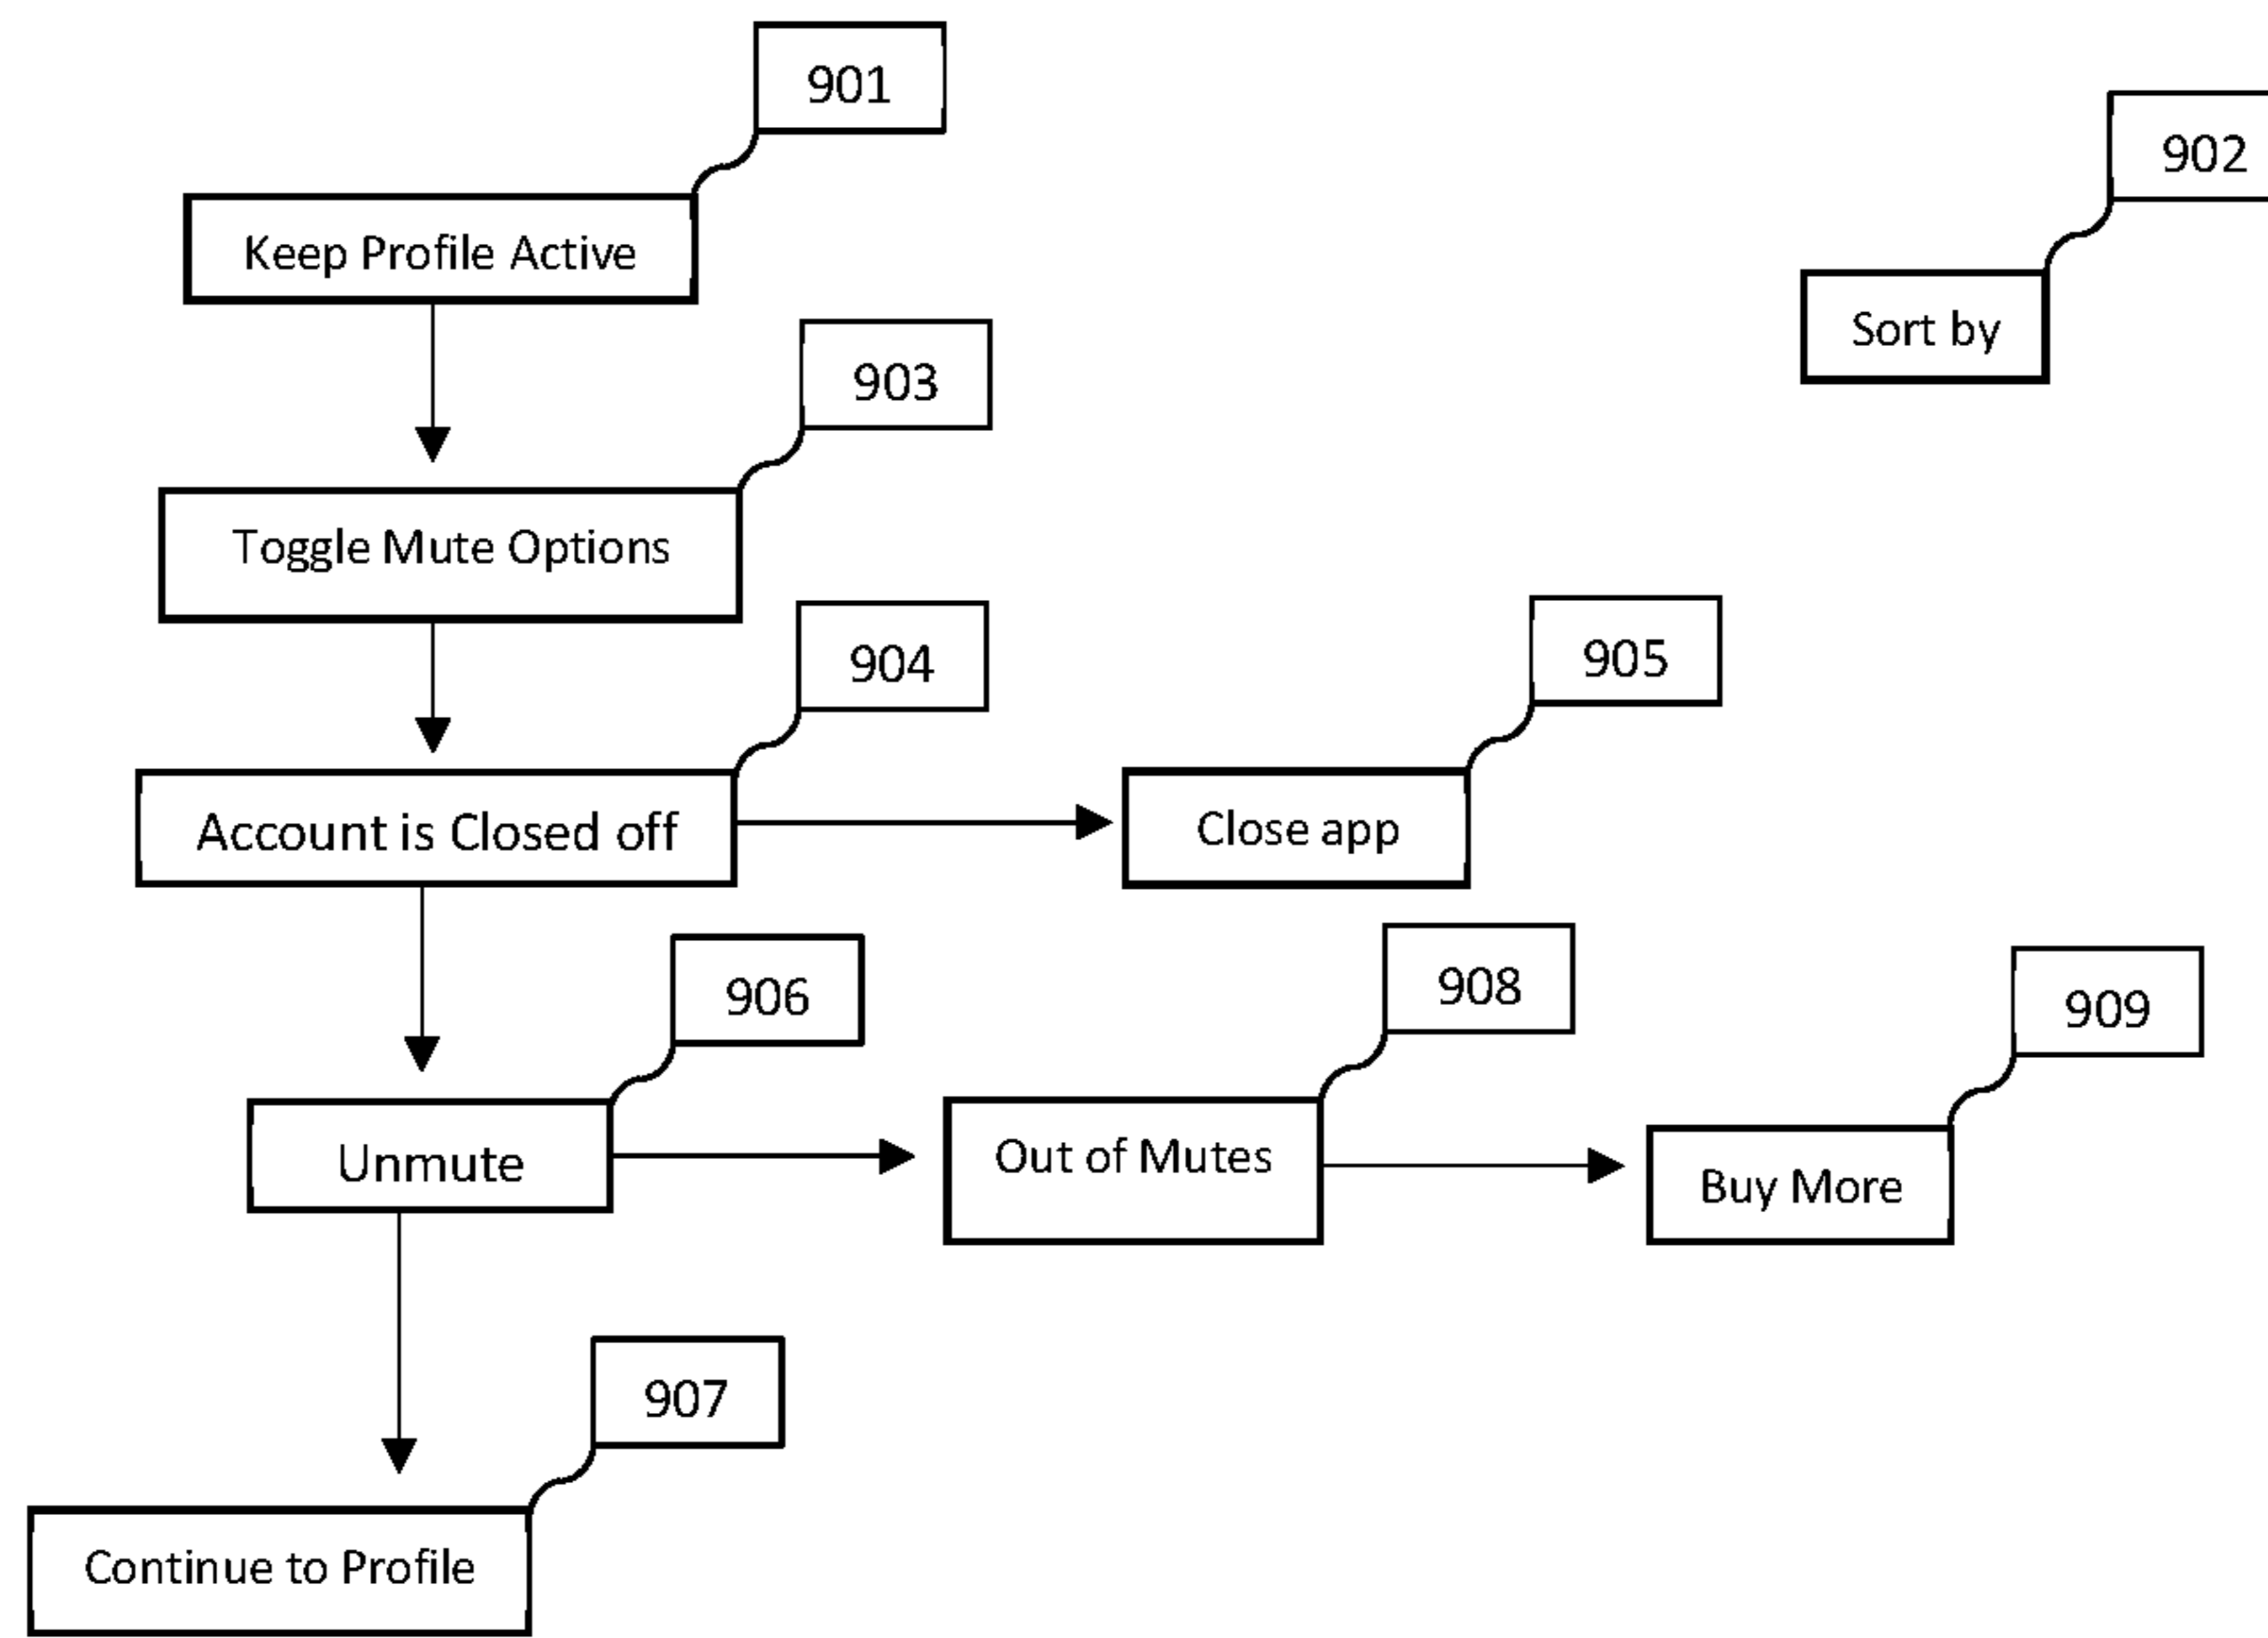 901
902
Keep Profile Active
Sort by
903
Toggle Mute Options
904
905
Account is Closed off
Close app
906
908
909
Unmute
Out of Mutes
Buy More
907
Continue to Profile